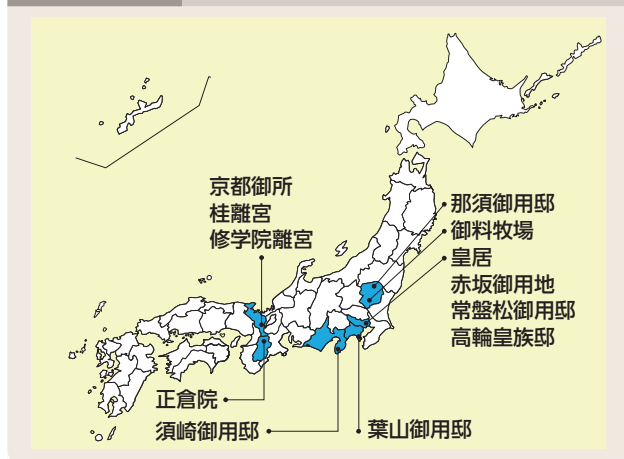 京都御所
桂離宮
修学院離宮
那須御用邸
御料牧場
皇居
赤坂御用地
常盤松御用邸
高輪皇族邸
正倉院
須崎御用邸
葉山御用邸